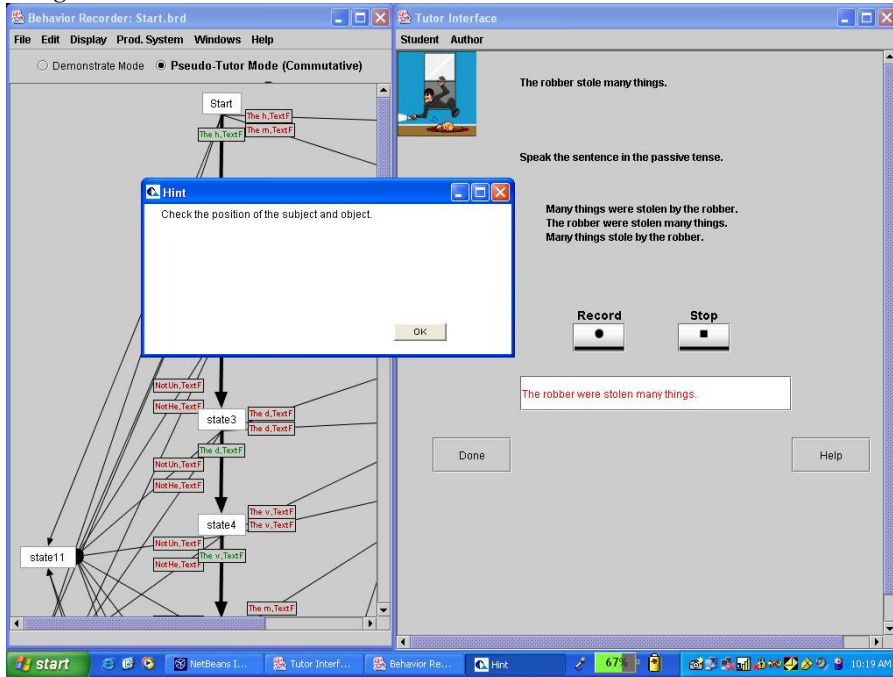 Behavior Recorder: Start.brd
File Edit Display Prod. System Windows Help
Demonstrate Mode Pseudo-Tutor Mode (Commutative)
Start
The h,TextF
The h,TextF
The m,TextF
Hint
Check the position of the subject and object.
OK
NotUn,TextF
NotHe,TextF
state3
The d,TextF
The d,TextF
The d,TextF
NotUn,TextF
NotHe,TextF
state4
The v,TextF
The v,TextF
NotUn,TextF
The v,TextF
NotHe,TextF
state11
The m,TextF
Tutor Interface
Student Author
The robber stole many things.
Speak the sentence in the passive tense.
Many things were stolen by the robber.
The robber were stolen many things.
Many things stole by the robber.
Record Stop
The robber were stolen many things.
Done Help
start NetBeans I... Tutor Interf... Behavior Re... Hint 67% 10:19 AM